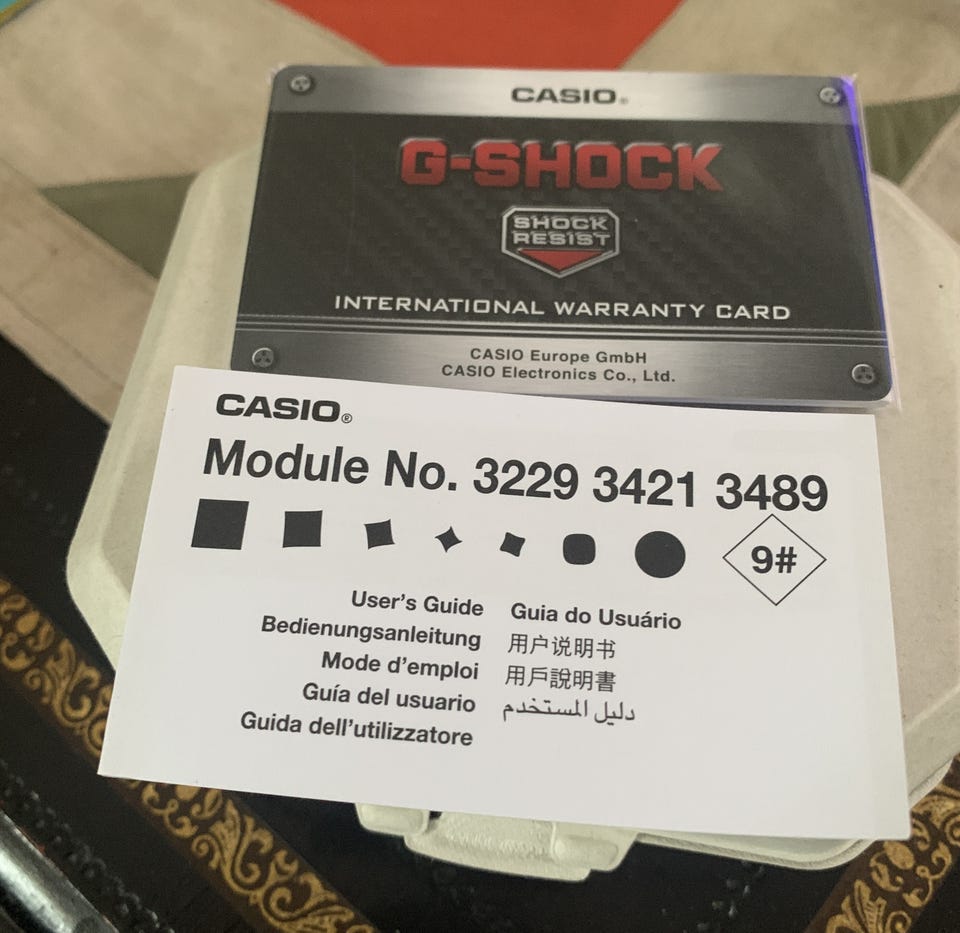 CASIO®
G-SHOCK
SHOCK
RESIST
INTERNATIONAL WARRANTY CARD
CASIO Europe GmbH
CASIO Electronics Co., Ltd.
CASIO®
Module No. 3229 3421 3489
9#
User's Guide
Bedienungsanleitung
Mode d'emploi
Guía del usuario
Guida dell'utilizzatore
Guia do Usuário
用户说明书
用戶說明書
دليل المستخدم